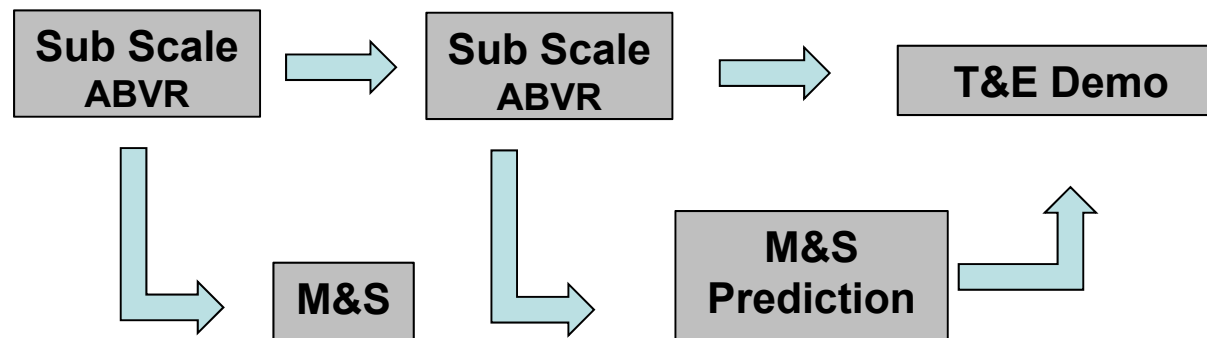 Sub Scale
ABVR
Sub Scale
ABVR
T&E Demo
M&S
M&S
Prediction